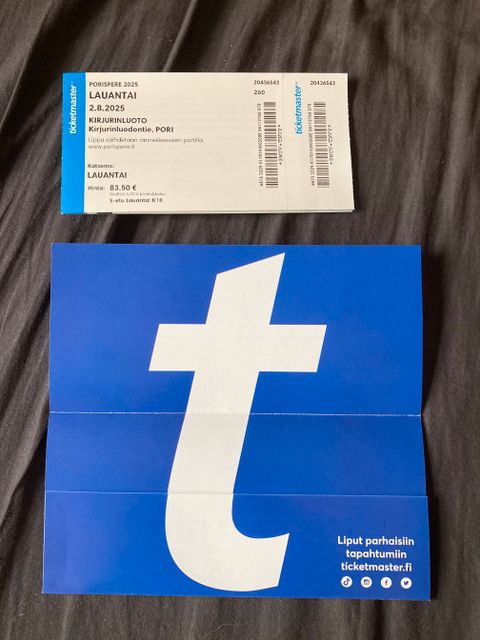 ticketmaster
PORISPERE 2025
LAUANTAI
2.8.2025
KIRJURINLUOTO
Kirjurinluodontie, PORI
Lippu vaihdetaan rannekkeeseen portilla
www.porispere.fi
Katsomo:
LAUANTAI
Hinta: 83,50 €
S-etu Lauantai K18
20436543
260
ticketmaster
20436543
t
Liput parhaisiin
tapahtumiin
ticketmaster.fi